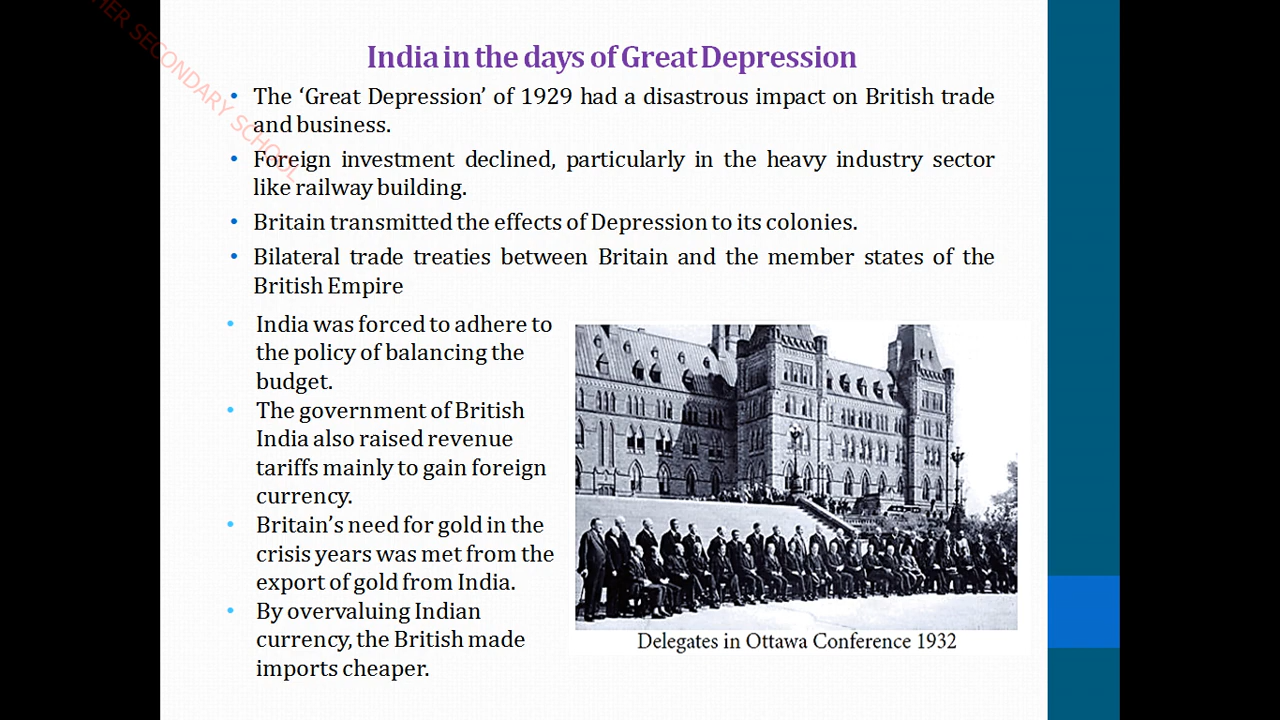 India in the days of Great Depression
• The ‘Great Depression’ of 1929 had a disastrous impact on British trade
and business.
• Foreign investment declined, particularly in the heavy industry sector
like railway building.
• Britain transmitted the effects of Depression to its colonies.
• Bilateral trade treaties between Britain and the member states of the
British Empire
• India was forced to adhere to
the policy of balancing the
budget.
• The government of British
India also raised revenue
tariffs mainly to gain foreign
currency.
• Britain’s need for gold in the
crisis years was met from the
export of gold from India.
• By overvaluing Indian
currency, the British made
imports cheaper.
Delegates in Ottawa Conference 1932
SECONDARY SCHOOL